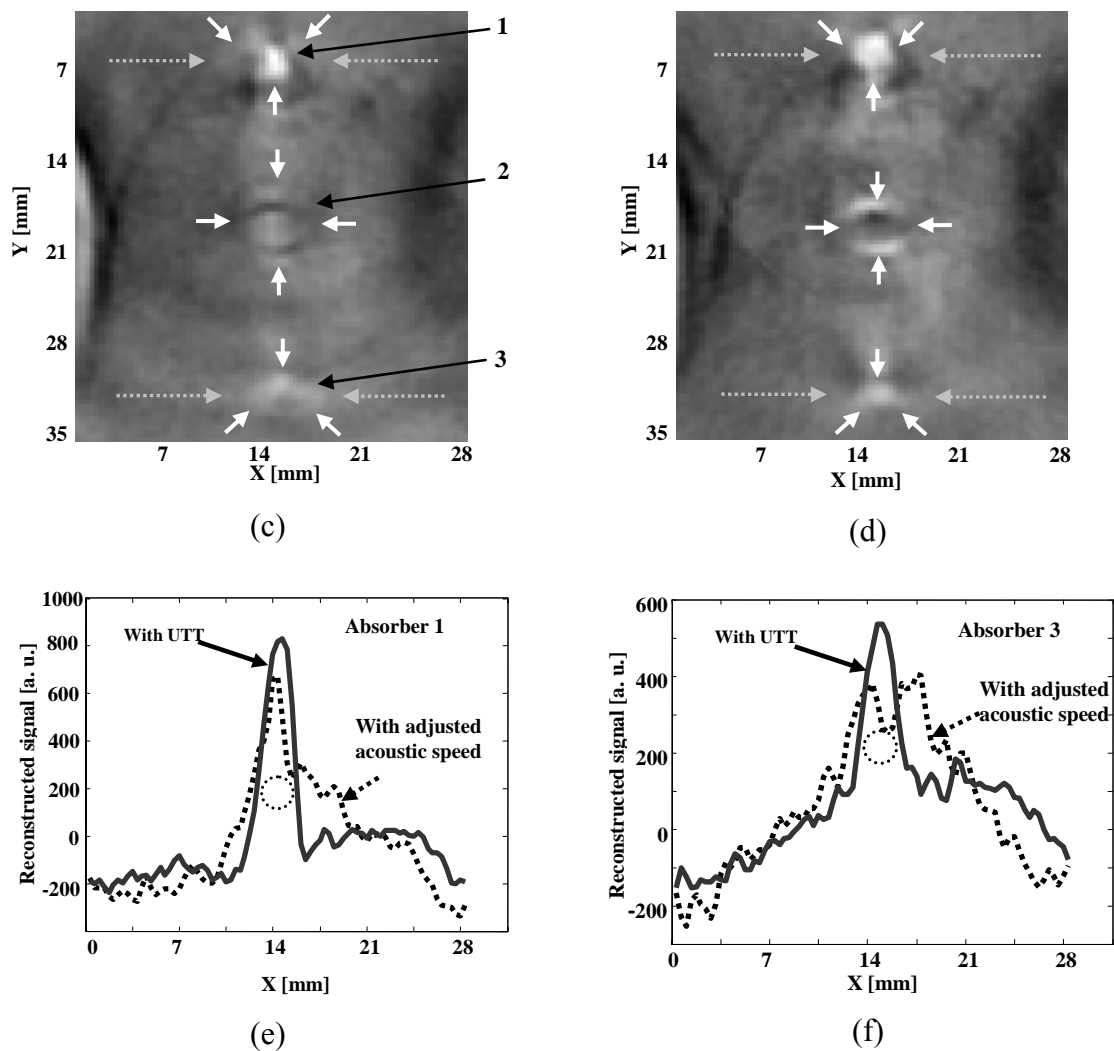 1
7
14
2
Y [mm]
21
28
3
35
7
14
21
28
X [mm]
(c)
7
14
Y [mm]
21
28
35
7
14
21
28
X [mm]
(d)
1000
800
600
400
200
0
-200
Reconstructed signal [a. u.]
With UTT
Absorber 1
With adjusted
acoustic speed
0
7
14
21
28
X [mm]
(e)
600
400
200
0
-200
Reconstructed signal [a. u.]
With UTT
Absorber 3
With adjusted
acoustic speed
0
7
14
21
28
X [mm]
(f)